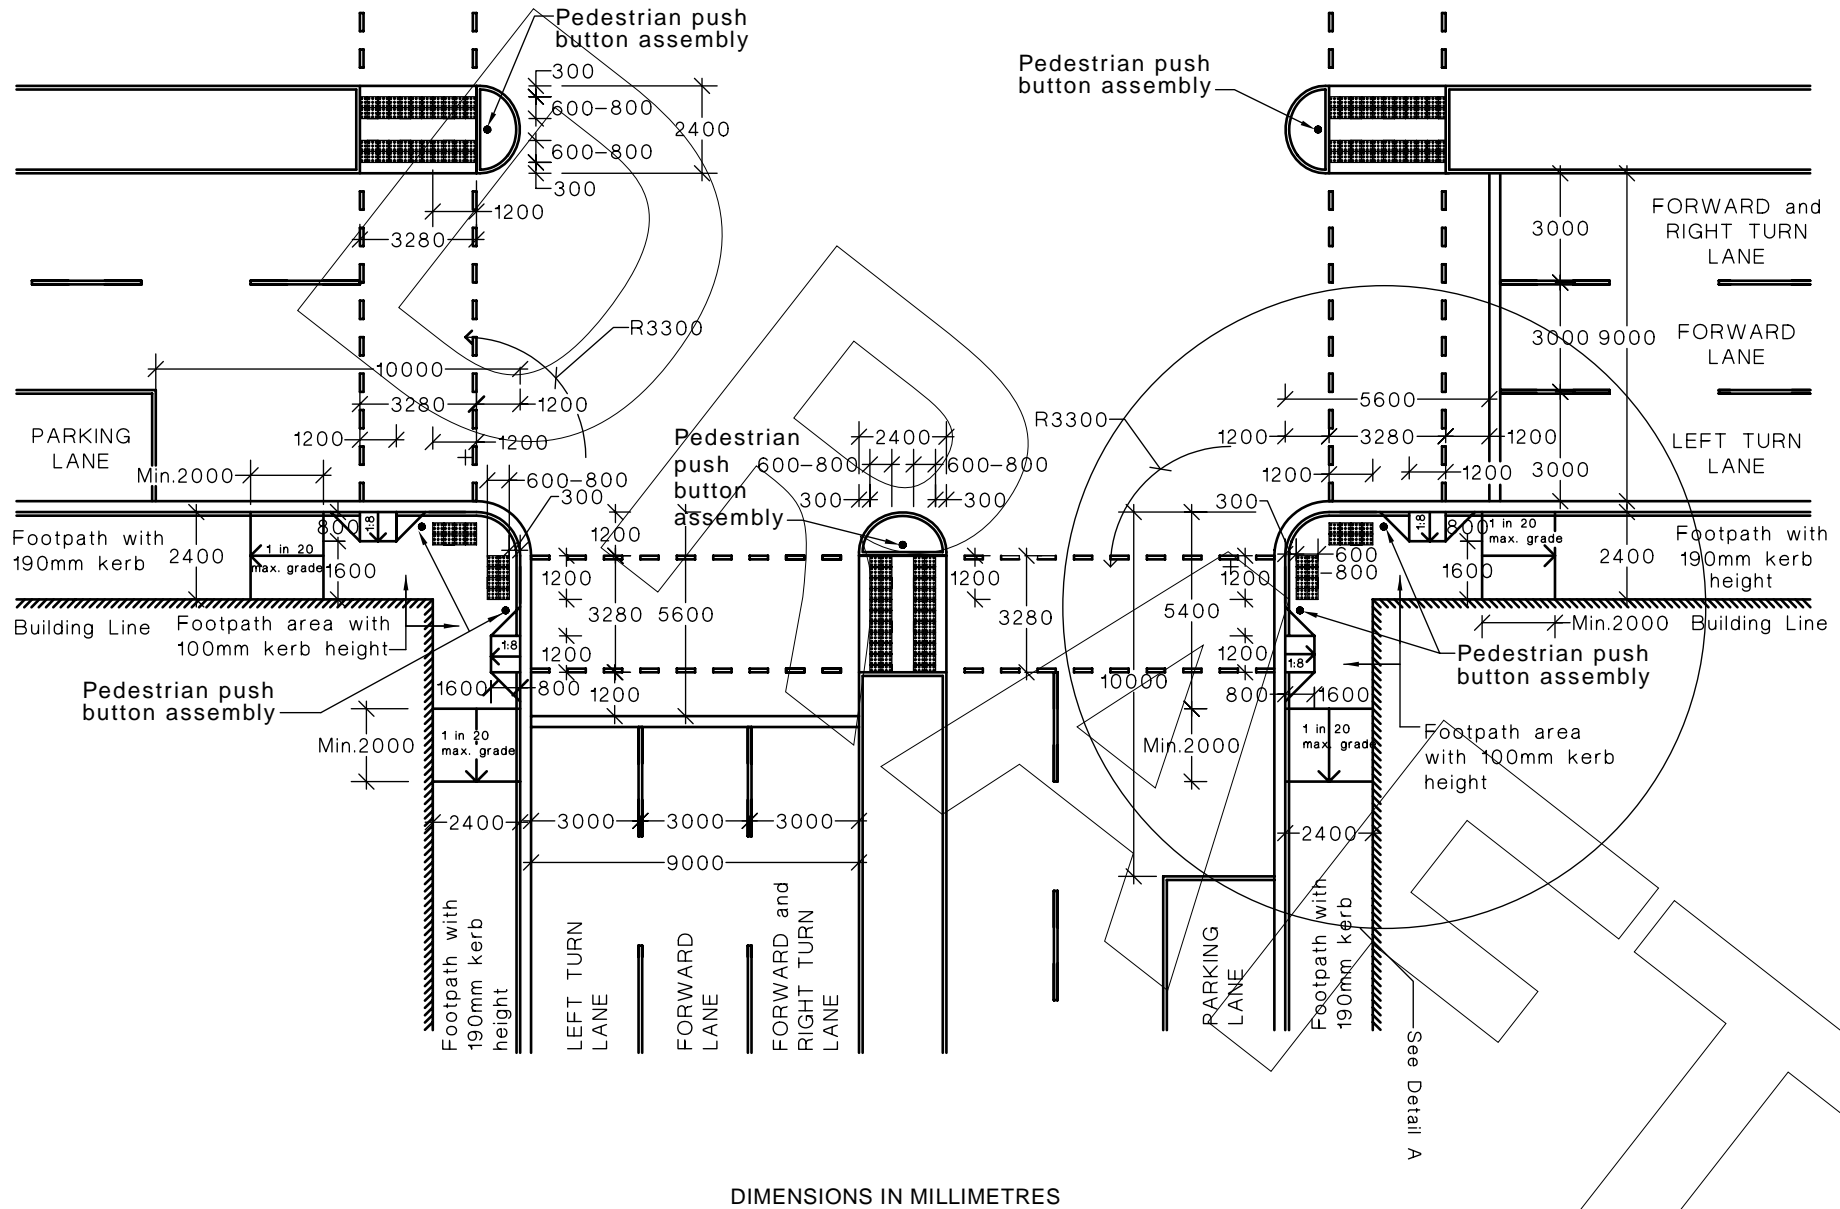 Pedestrian push
button assembly
300
600-800
2400
600-800
300
1200
3280
Pedestrian push
button assembly
FORWARD and
RIGHT TURN
LANE
3000
R3300
10000
3280
1200
1200
1200
PARKING
LANE
Min.2000
600-800
300
3000
9000
FORWARD
LANE
5600
R3300
1200
3280
1200
1200
1200
LEFT TURN
LANE
3000
Pedestrian
push
button
assembly
2400
600-800
600-800
300
300
Footpath with
190mm kerb
height
2400
1 in 20
max. grade
800
1600
1:8
Building Line
Footpath area with
100mm kerb height
Pedestrian push
button assembly
1200
1200
3280
5600
1200
1200
1:8
1600
800
Min.2000
1 in 20
max. grade
1200
3280
300
600
-800
1200
5400
1200
10000
800
1600
1:8
Min.2000
1 in 20
max. grade
1:8
800
1600
1 in 20
max. grade
2400
Footpath with
190mm kerb
height
Min.2000
Building Line
Pedestrian push
button assembly
Footpath area
with 100mm kerb
height
2400
3000
3000
3000
9000
2400
Footpath with
190mm kerb
height
LEFT TURN
LANE
FORWARD
LANE
FORWARD and
RIGHT TURN
LANE
PARKING
LANE
Footpath with
190mm kerb
See Detail A
DRAFT
DIMENSIONS IN MILLIMETRES